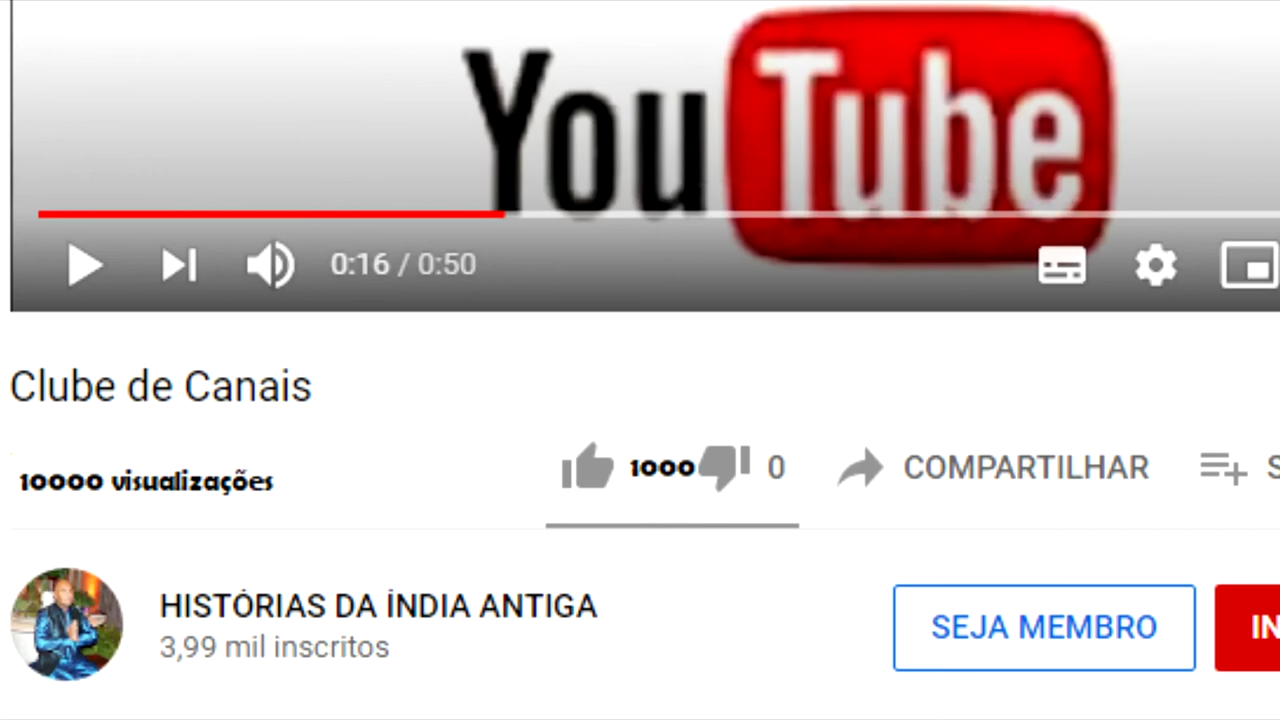 YouTube
0:16 / 0:50
Clube de Canais
10000 visualizações
1000 0 COMPARTILHAR S
HISTÓRIAS DA ÍNDIA ANTIGA
3,99 mil inscritos
SEJA MEMBRO IN